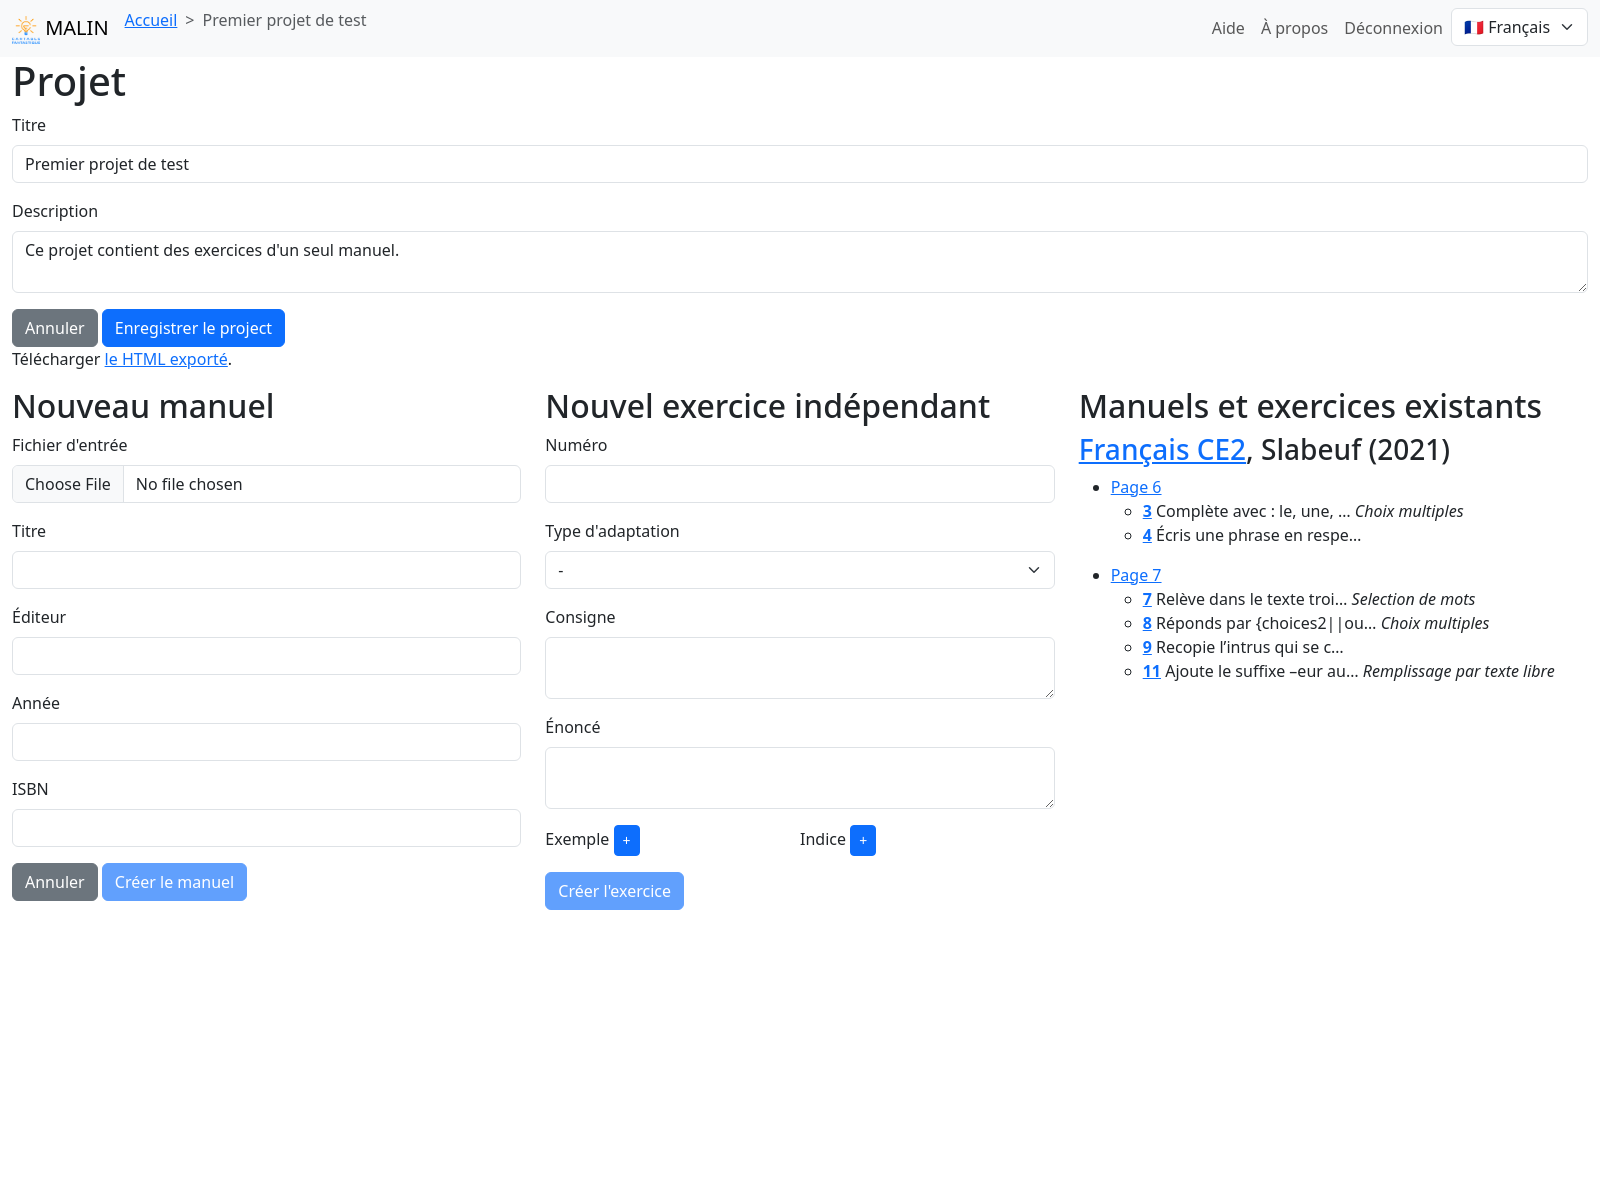 MALIN Accueil > Premier projet de test Aide À propos Déconnexion Français
Projet
Titre
Premier projet de test
Description
Ce projet contient des exercices d'un seul manuel.
Annuler Enregistrer le project
Télécharger le HTML exporté.
Nouveau manuel
Fichier d'entrée
Choose File No file chosen
Titre
Éditeur
Année
ISBN
Annuler Créer le manuel
Nouvel exercice indépendant
Numéro
Type d'adaptation
-
Consigne
Énoncé
Exemple + Indice +
Créer l'exercice
Manuels et exercices existants
Français CE2, Slabeuf (2021)
Page 6
3 Complète avec : le, une, … Choix multiples
4 Écris une phrase en respe…
Page 7
7 Relève dans le texte troi… Selection de mots
8 Réponds par {choices2||ou… Choix multiples
9 Recopie l’intrus qui se c…
11 Ajoute le suffixe –eur au… Remplissage par texte libre